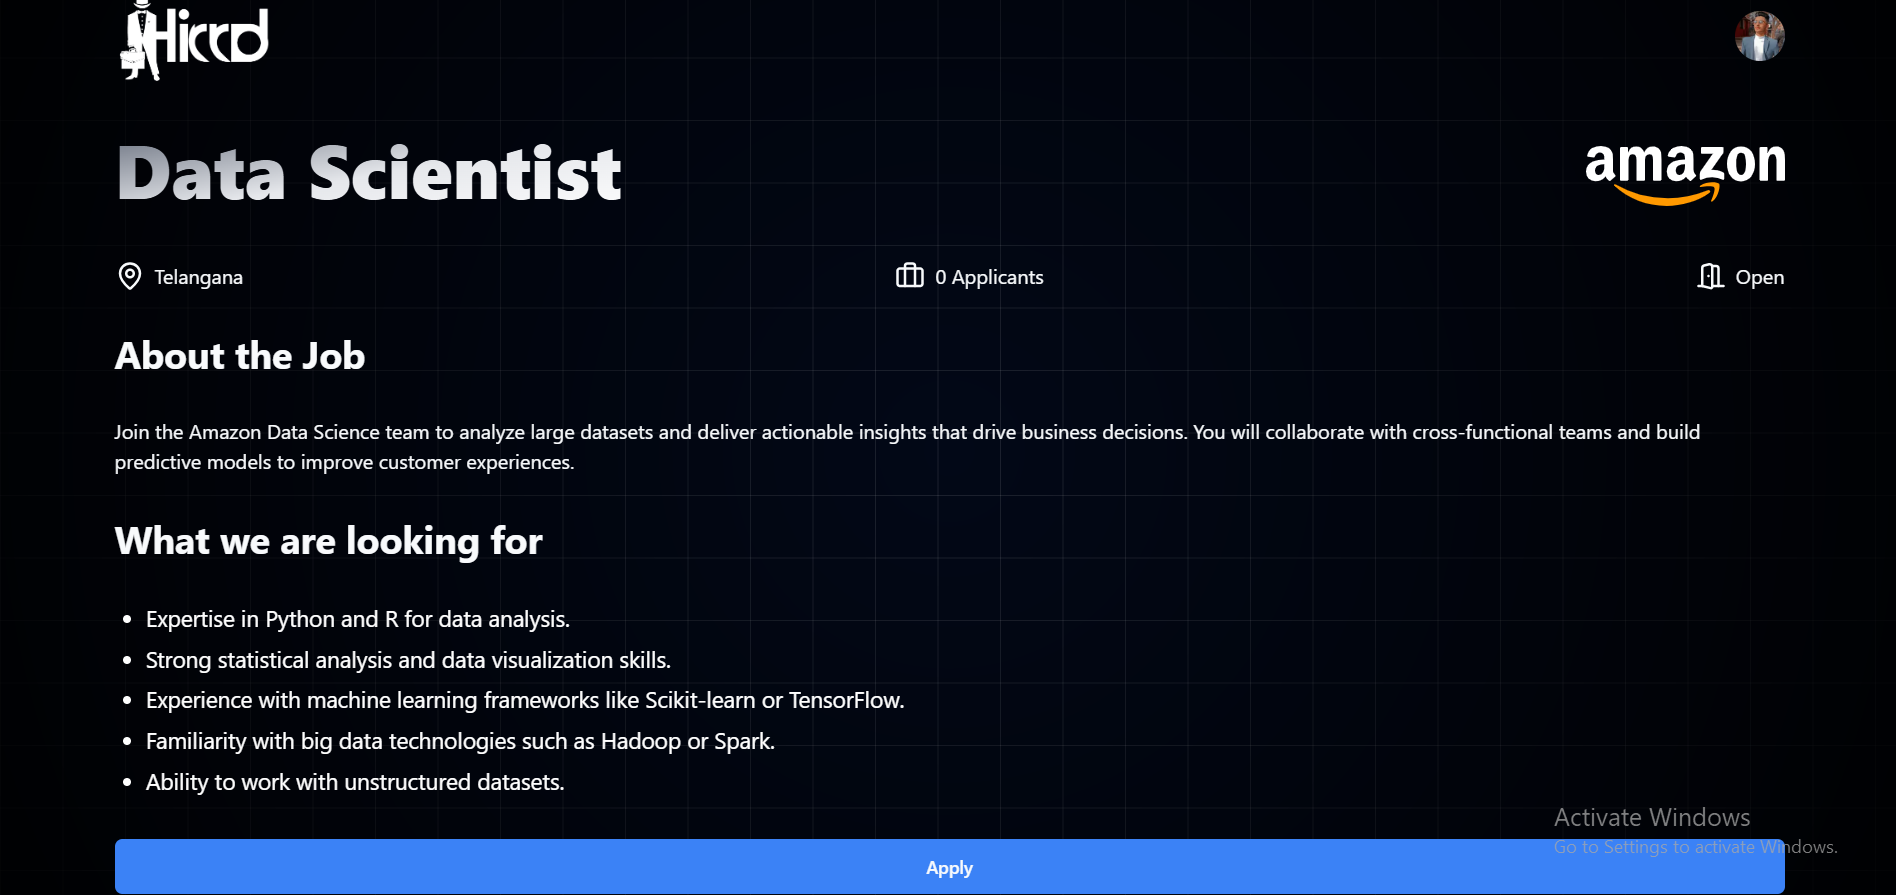 Hirrd
Data Scientist
amazon
Telangana
0 Applicants
Open
About the Job
Join the Amazon Data Science team to analyze large datasets and deliver actionable insights that drive business decisions. You will collaborate with cross-functional teams and build
predictive models to improve customer experiences.
What we are looking for
Expertise in Python and R for data analysis.
Strong statistical analysis and data visualization skills.
Experience with machine learning frameworks like Scikit-learn or TensorFlow.
Familiarity with big data technologies such as Hadoop or Spark.
Ability to work with unstructured datasets.
Activate Windows
Go to Settings to activate Windows.
Apply